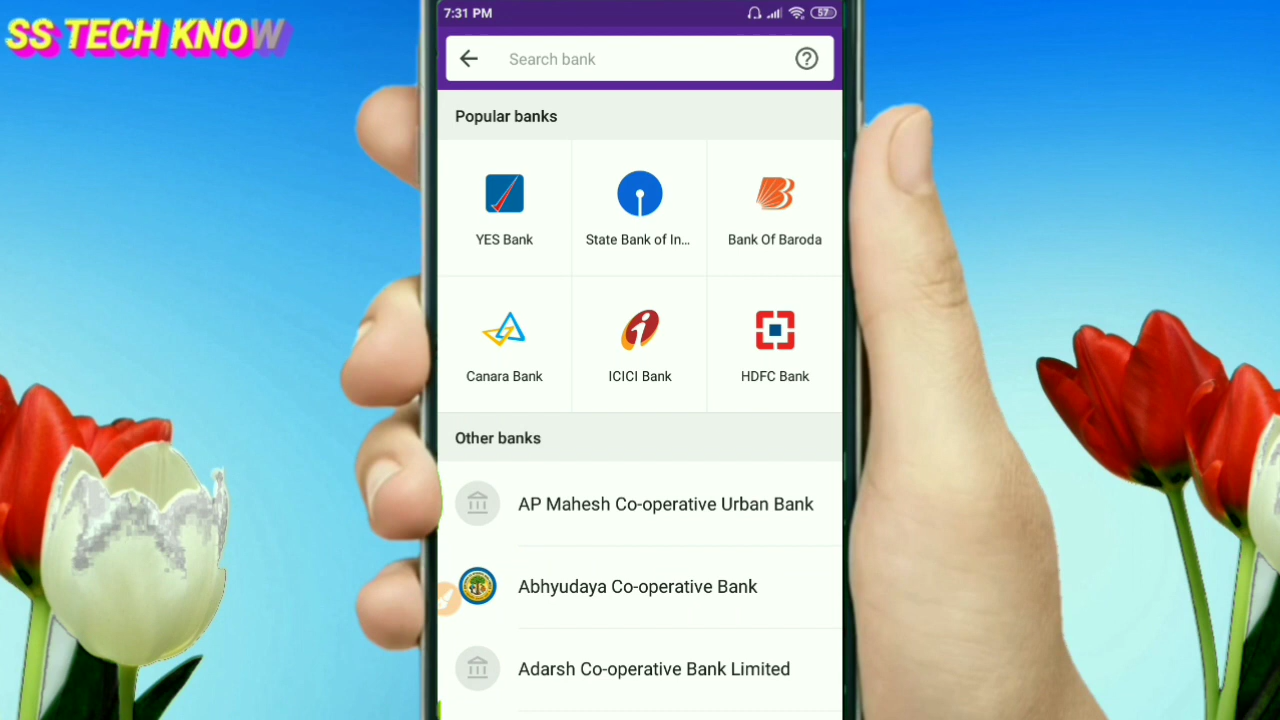 SS TECH KNOW
7:31 PM
57
Search bank
Popular banks
YES Bank
State Bank of In...
Bank Of Baroda
Canara Bank
ICICI Bank
HDFC Bank
Other banks
AP Mahesh Co-operative Urban Bank
Abhyudaya Co-operative Bank
Adarsh Co-operative Bank Limited